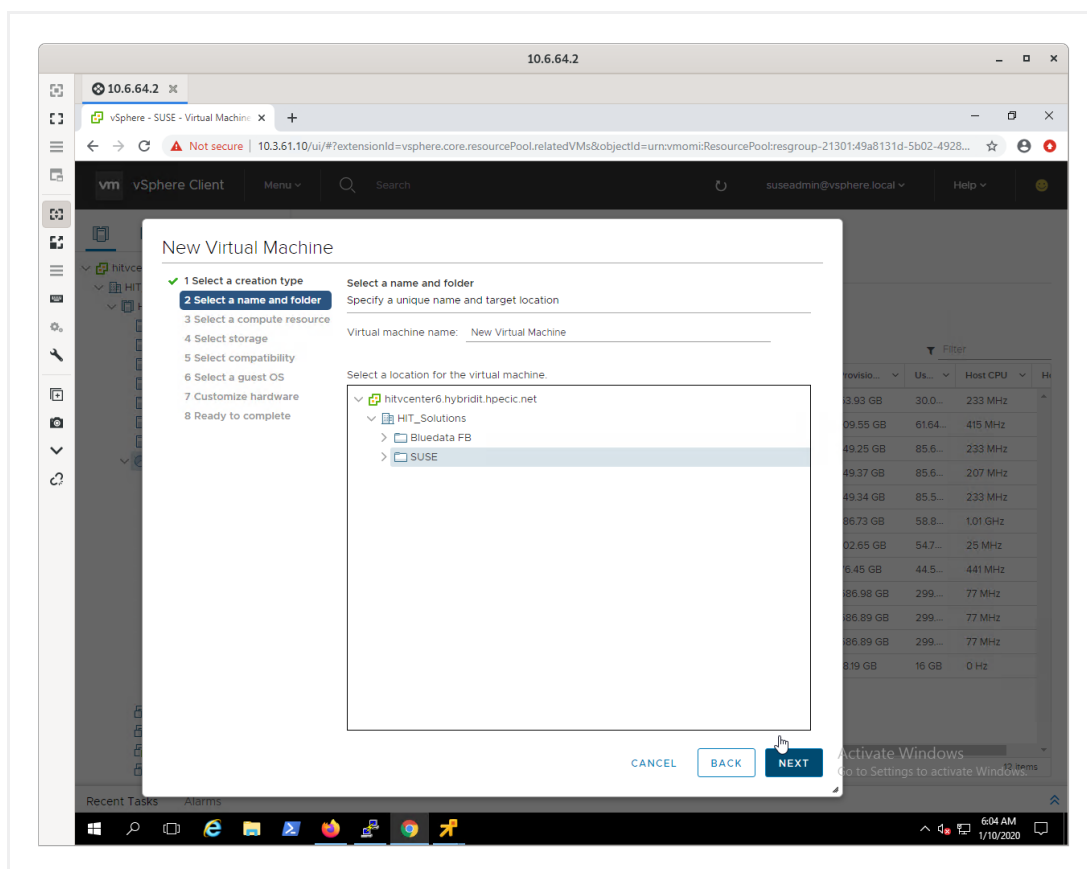 10.6.64.2
10.6.64.2
vSphere - SUSE - Virtual Machine
Not secure | 10.3.61.10/ui/#?extensionId=vsphere.core.resourcePool.relatedVMs&objectId=urn:vmomi:ResourcePool:resgroup-21301:49a8131d-5b02-4928...
vm vSphere Client Menu Search suseadmin@vsphere.local Help
hitvce
HIT
New Virtual Machine
1 Select a creation type
2 Select a name and folder
3 Select a compute resource
4 Select storage
5 Select compatibility
6 Select a guest OS
7 Customize hardware
8 Ready to complete
Select a name and folder
Specify a unique name and target location
Virtual machine name: New Virtual Machine
Select a location for the virtual machine.
hitvcenter6.hybridit.hpecic.net
HIT_Solutions
Bluedata FB
SUSE
CANCEL BACK NEXT
Filter
rovisio... Us... Host CPU H
3.93 GB 30.0... 233 MHz
09.55 GB 61.64... 415 MHz
49.25 GB 85.6... 233 MHz
49.37 GB 85.6... 207 MHz
49.34 GB 85.5... 233 MHz
86.73 GB 58.8... 1.01 GHz
02.65 GB 54.7... 25 MHz
6.45 GB 44.5... 441 MHz
86.98 GB 299... 77 MHz
86.89 GB 299... 77 MHz
86.89 GB 299... 77 MHz
8.19 GB 16 GB 0 Hz
12 items
Activate Windows
Go to Settings to activate Windows.
Recent Tasks Alarms
6:04 AM
1/10/2020